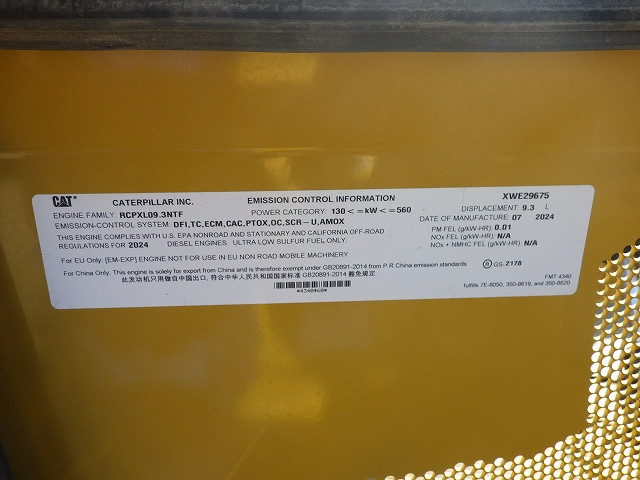 CAT CATERPILLAR INC. EMISSION CONTROL INFORMATION XWE29675
ENGINE FAMILY: RCPXL09.3NTF POWER CATEGORY: 130 < =kW < =560 DISPLACEMENT: 9.3 L
EMISSION-CONTROL SYSTEM: DFI,TC,ECM,CAC,PTOX,OC,SCR-U,AMOX DATE OF MANUFACTURE: 07 2024
THIS ENGINE COMPLIES WITH U.S. EPA NONROAD AND STATIONARY AND CALIFORNIA OFF-ROAD
REGULATIONS FOR 2024 DIESEL ENGINES. ULTRA LOW SULFUR FUEL ONLY.
PM FEL (g/kW-HR): 0.01
NOx FEL (g/kW-HR): N/A
NOx + NMHC FEL (g/kW-HR): N/A
For EU Only: [EM-EXP] ENGINE NOT FOR USE IN EU NON ROAD MOBILE MACHINERY
For China Only: This engine is solely for export from China and is therefore exempt under GB20891-2014 from P.R.China emission standards
此发动机只用做自中国出口, 符合中华人民共和国国家标准 GB20891-2014 豁免规定
GS-2178
*4340460*
FMT 4340
fulfills 7E-8050, 350-8619, and 350-8620